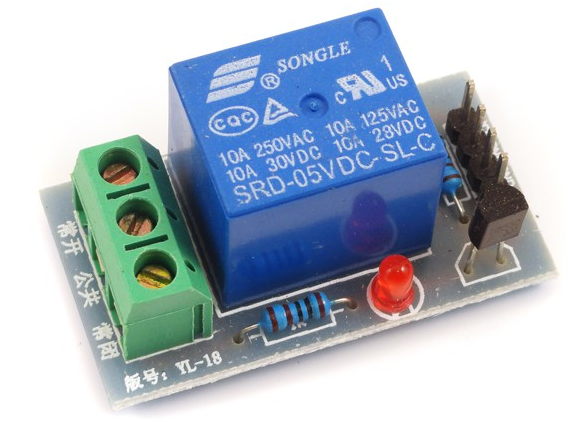 SONGLE
®
CQC
C US
1
10A 250VAC 10A 125VAC
10A 30VDC 10A 28VDC
SRD-05VDC-SL-C
常开
公共
常闭
版号：YL-18